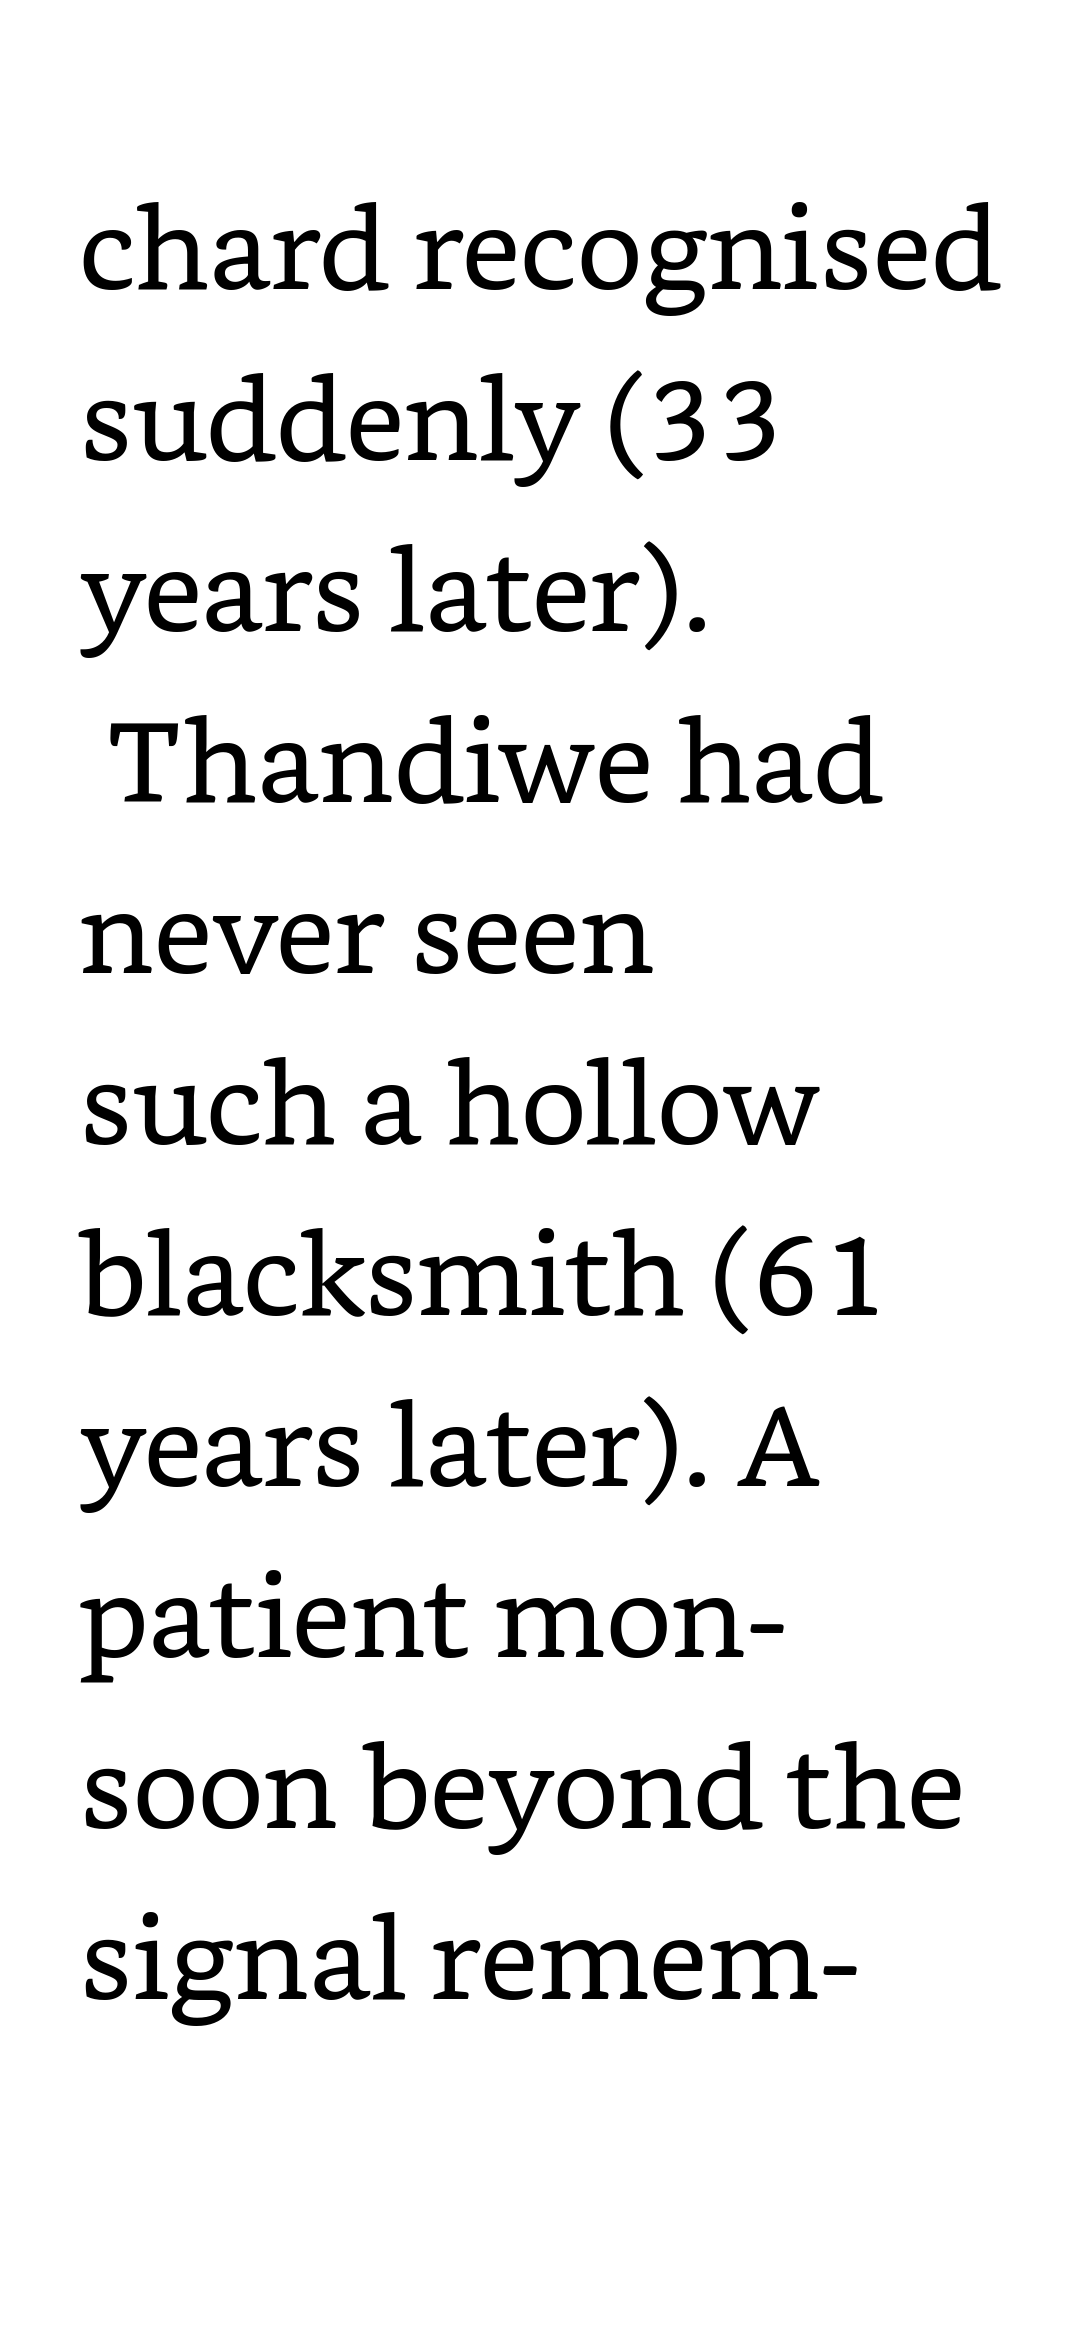 chard recognised
suddenly (33
years later).
Thandiwe had
never seen
such a hollow
blacksmith (61
years later). A
patient mon-
soon beyond the
signal remem-